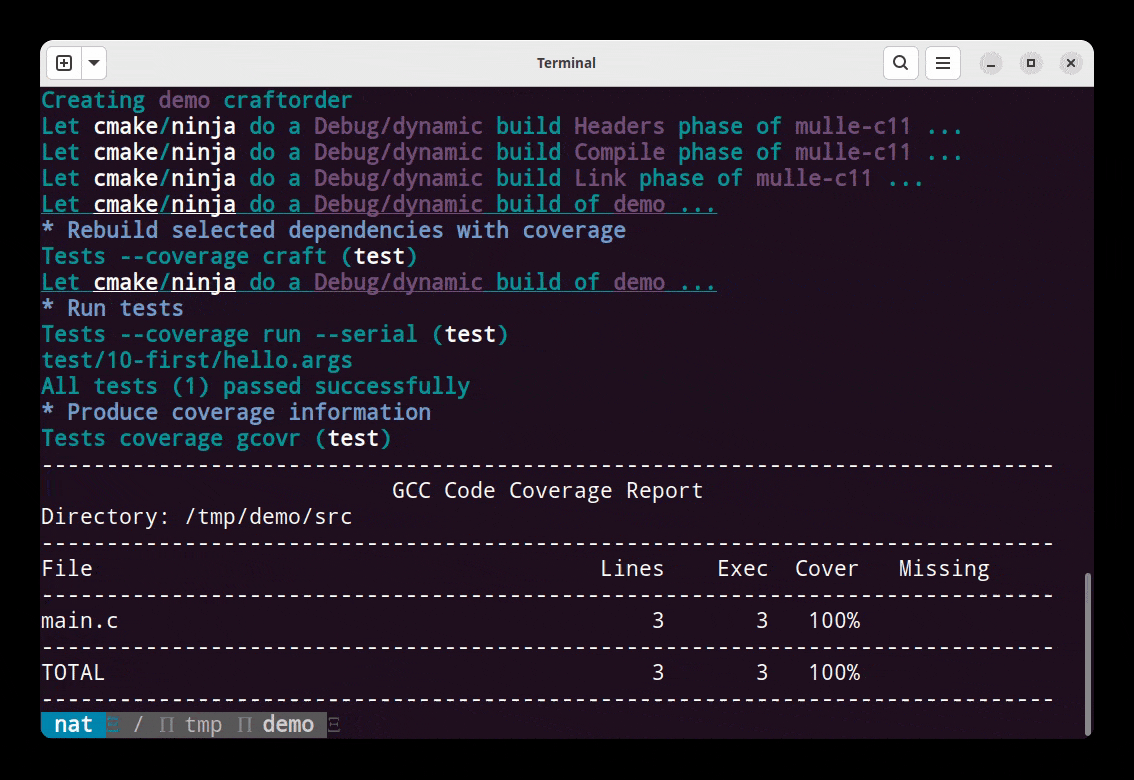 Terminal
Creating demo craftorder
Let cmake/ninja do a Debug/dynamic build Headers phase of mulle-c11 ...
Let cmake/ninja do a Debug/dynamic build Compile phase of mulle-c11 ...
Let cmake/ninja do a Debug/dynamic build Link phase of mulle-c11 ...
Let cmake/ninja do a Debug/dynamic build of demo ...
* Rebuild selected dependencies with coverage
Tests --coverage craft (test)
Let cmake/ninja do a Debug/dynamic build of demo ...
* Run tests
Tests --coverage run --serial (test)
test/10-first/hello.args
All tests (1) passed successfully
* Produce coverage information
Tests coverage gcovr (test)
------------------------------------------------------------------------------
GCC Code Coverage Report
Directory: /tmp/demo/src
------------------------------------------------------------------------------
File Lines Exec Cover Missing
------------------------------------------------------------------------------
main.c 3 3 100%
------------------------------------------------------------------------------
TOTAL 3 3 100%
------------------------------------------------------------------------------
nat Ξ / Π tmp Π demo Ξ